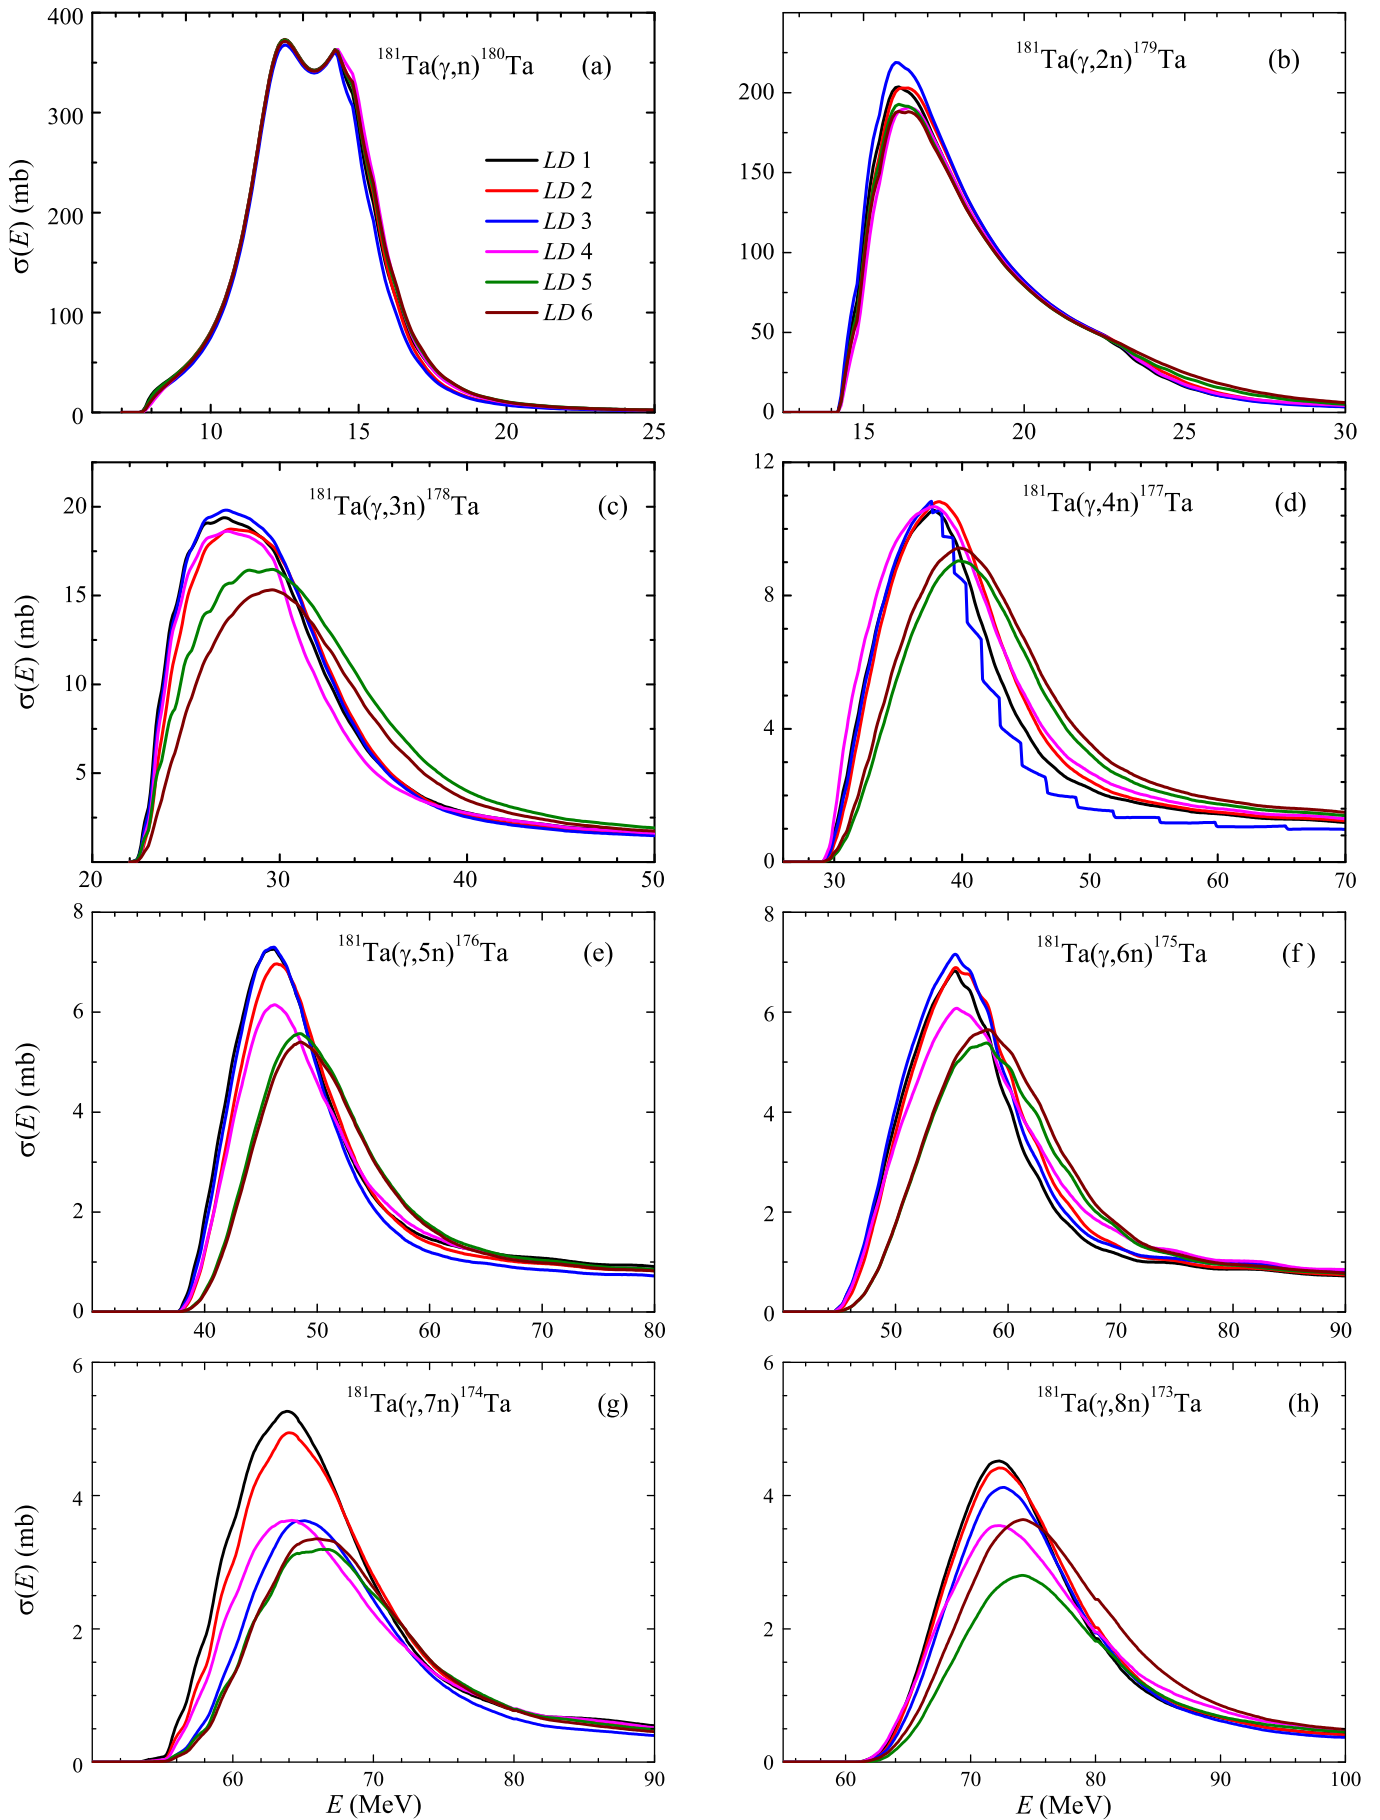 400
300
200
100
0
σ(E) (mb)
¹⁸¹Ta(γ,n)¹⁸⁰Ta (a)
LD 1
LD 2
LD 3
LD 4
LD 5
LD 6
10 15 20 25
200
150
100
50
0
¹⁸¹Ta(γ,2n)¹⁷⁹Ta (b)
15 20 25 30
20
15
10
5
σ(E) (mb)
¹⁸¹Ta(γ,3n)¹⁷⁸Ta (c)
20 30 40 50
12
8
4
0
¹⁸¹Ta(γ,4n)¹⁷⁷Ta (d)
30 40 50 60 70
8
6
4
2
0
σ(E) (mb)
¹⁸¹Ta(γ,5n)¹⁷⁶Ta (e)
40 50 60 70 80
8
6
4
2
0
¹⁸¹Ta(γ,6n)¹⁷⁵Ta (f )
50 60 70 80 90
6
4
2
0
σ(E) (mb)
¹⁸¹Ta(γ,7n)¹⁷⁴Ta (g)
60 70 80 90
E (MeV)
6
4
2
0
¹⁸¹Ta(γ,8n)¹⁷³Ta (h)
60 70 80 90 100
E (MeV)